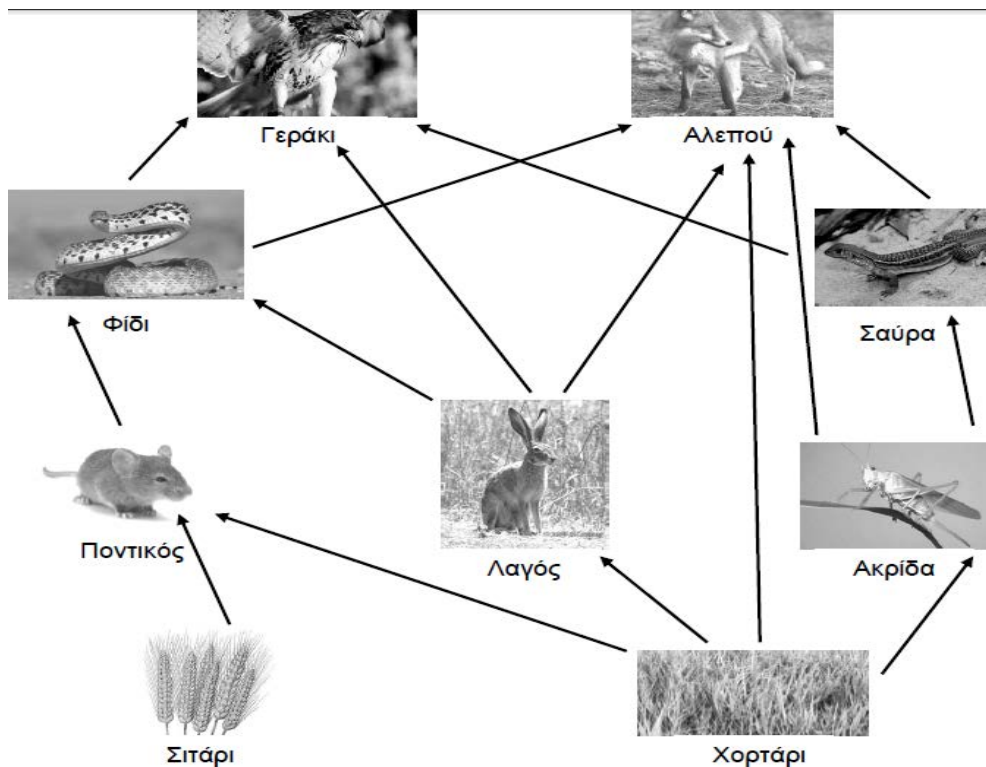 Γεράκι
Αλεπού
Φίδι
Σαύρα
Ποντικός
Λαγός
Ακρίδα
Σιτάρι
Χορτάρι